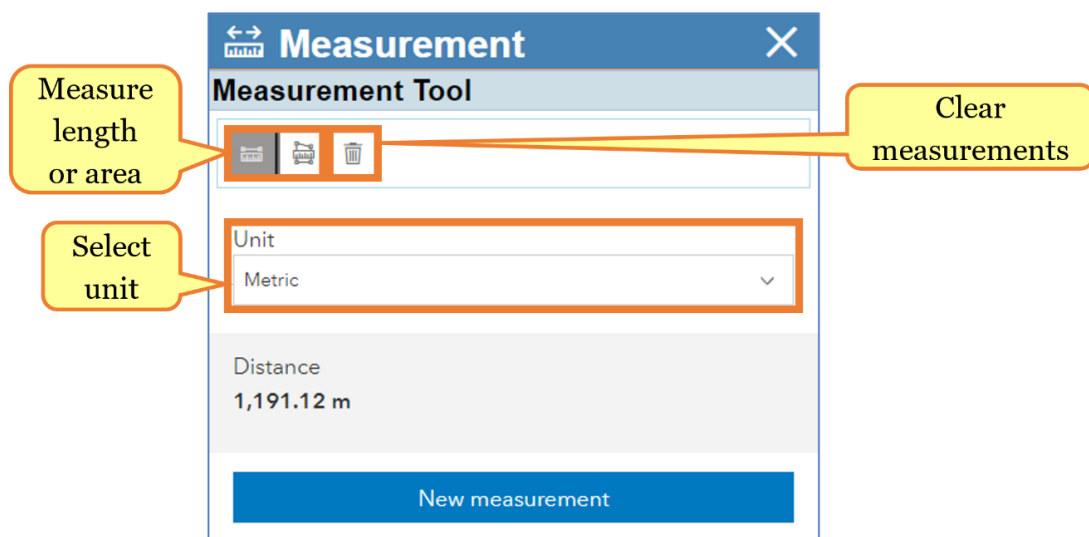 Measurement
Measurement Tool
Measure
length
or area
Clear
measurements
Select
unit
Unit
Metric
Distance
1,191.12 m
New measurement